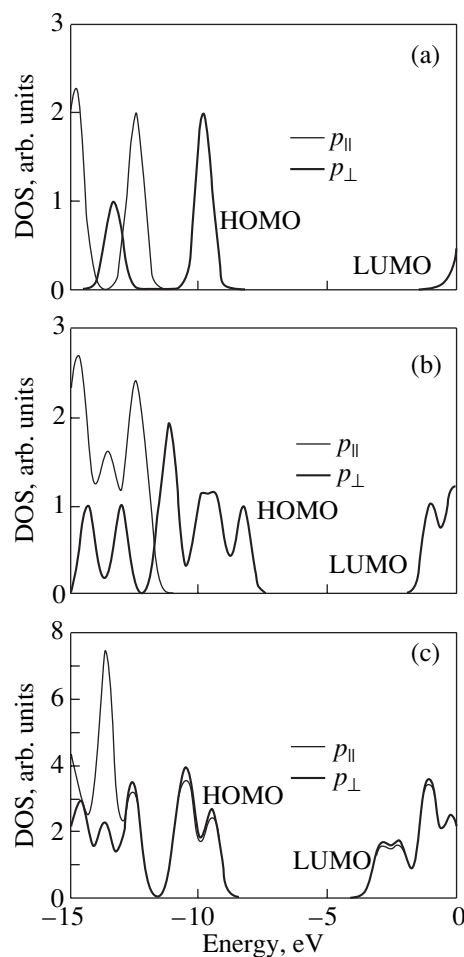 (a)
3
2
1
0
DOS, arb. units
p||
p⊥
HOMO
LUMO
(b)
3
2
1
0
DOS, arb. units
p||
p⊥
HOMO
LUMO
(c)
8
6
4
2
0
DOS, arb. units
p||
p⊥
HOMO
LUMO
−15 −10 −5 0
Energy, eV